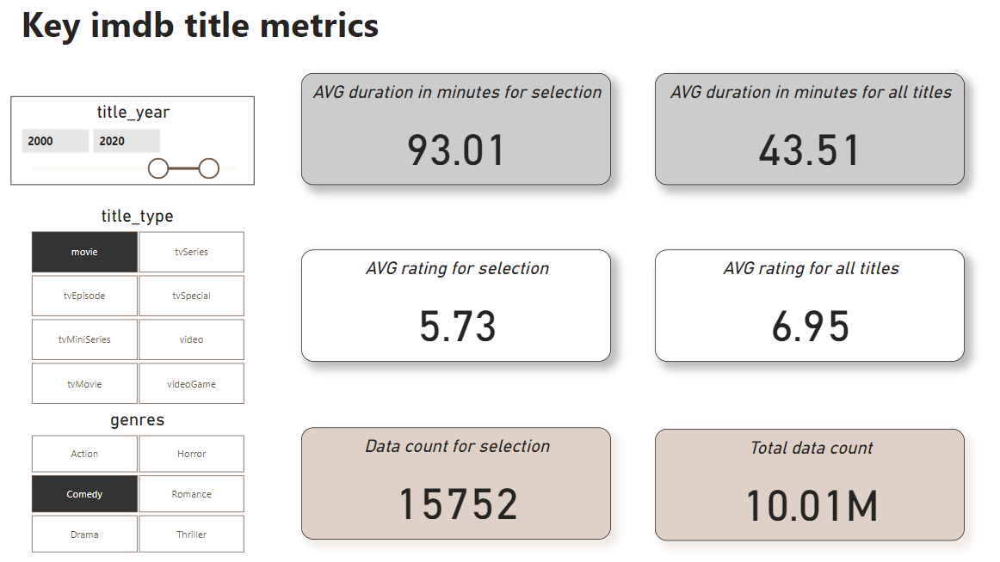 Key imdb title metrics
title_year
2000 2020
title_type
movie tvSeries
tvEpisode tvSpecial
tvMiniSeries video
tvMovie videoGame
genres
Action Horror
Comedy Romance
Drama Thriller
AVG duration in minutes for selection
93.01
AVG duration in minutes for all titles
43.51
AVG rating for selection
5.73
AVG rating for all titles
6.95
Data count for selection
15752
Total data count
10.01M